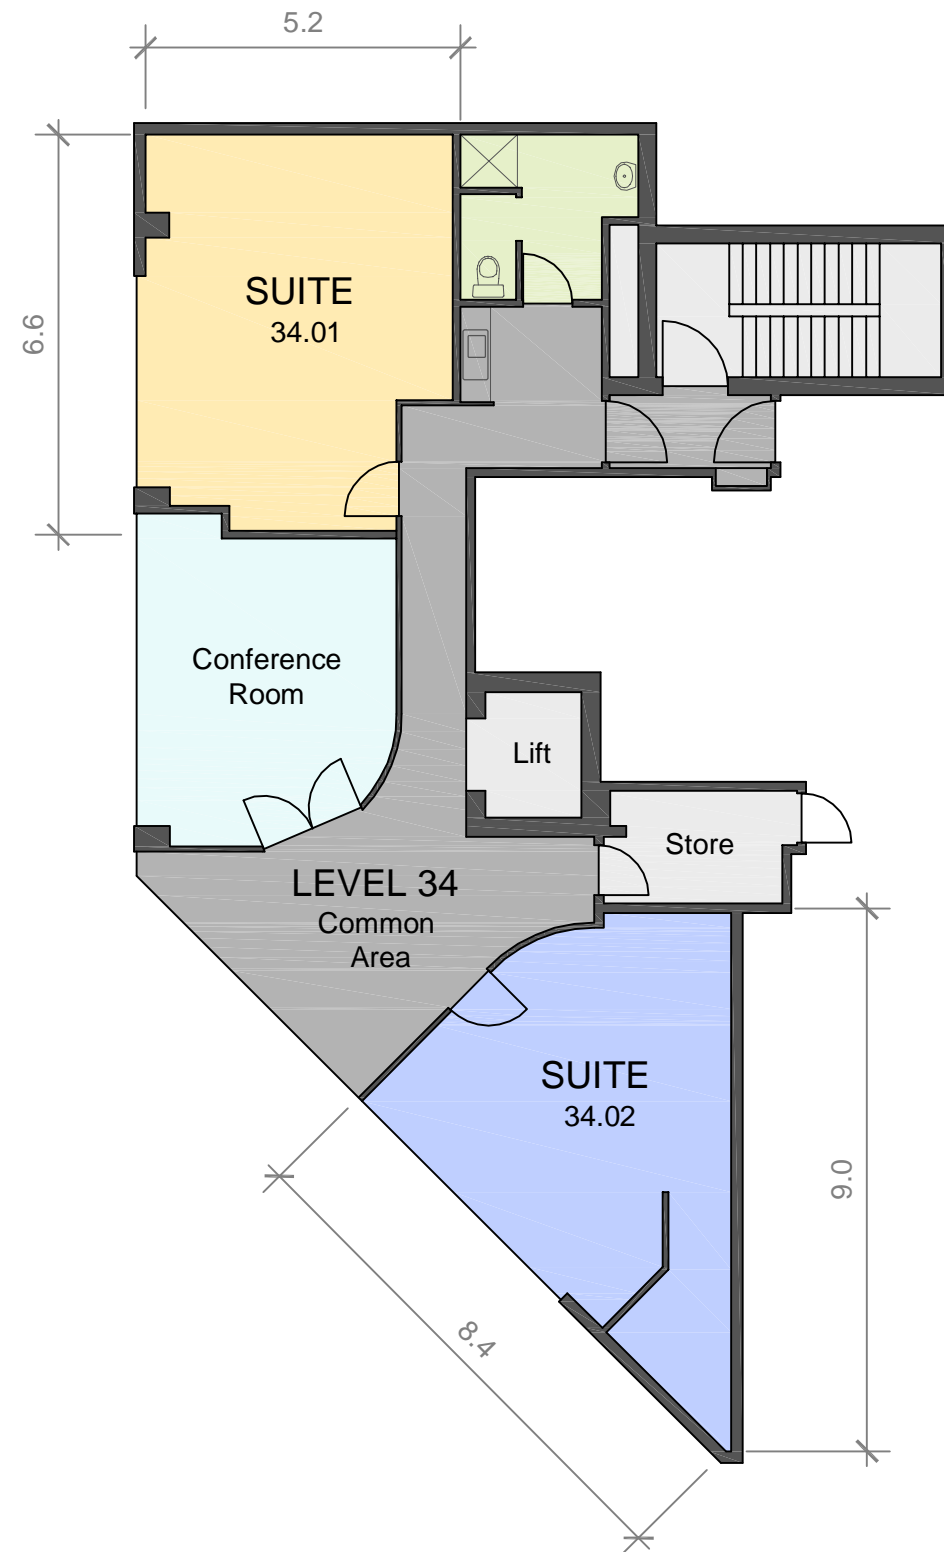 5.2
6.6
SUITE
34.01
Conference
Room
Lift
Store
LEVEL 34
Common
Area
SUITE
34.02
9.0
8.4